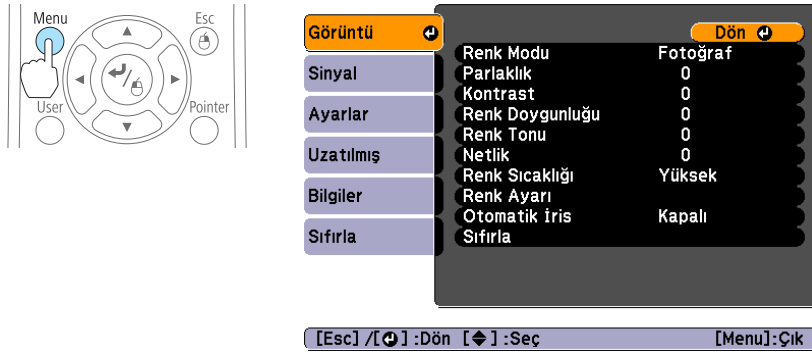 Menu
Esc
User
Pointer
Görüntü
Sinyal
Ayarlar
Uzatılmış
Bilgiler
Sıfırla
Dön
Renk Modu Fotoğraf
Parlaklık 0
Kontrast 0
Renk Doygunluğu 0
Renk Tonu 0
Netlik 0
Renk Sıcaklığı Yüksek
Renk Ayarı
Otomatik İris Kapalı
Sıfırla
[Esc] /[ ] :Dön [ ] :Seç [Menu]:Çık